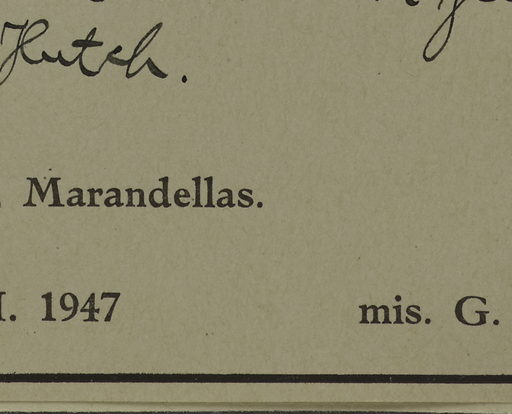 Hutch.
Marandellas.
I. 1947 mis. G.